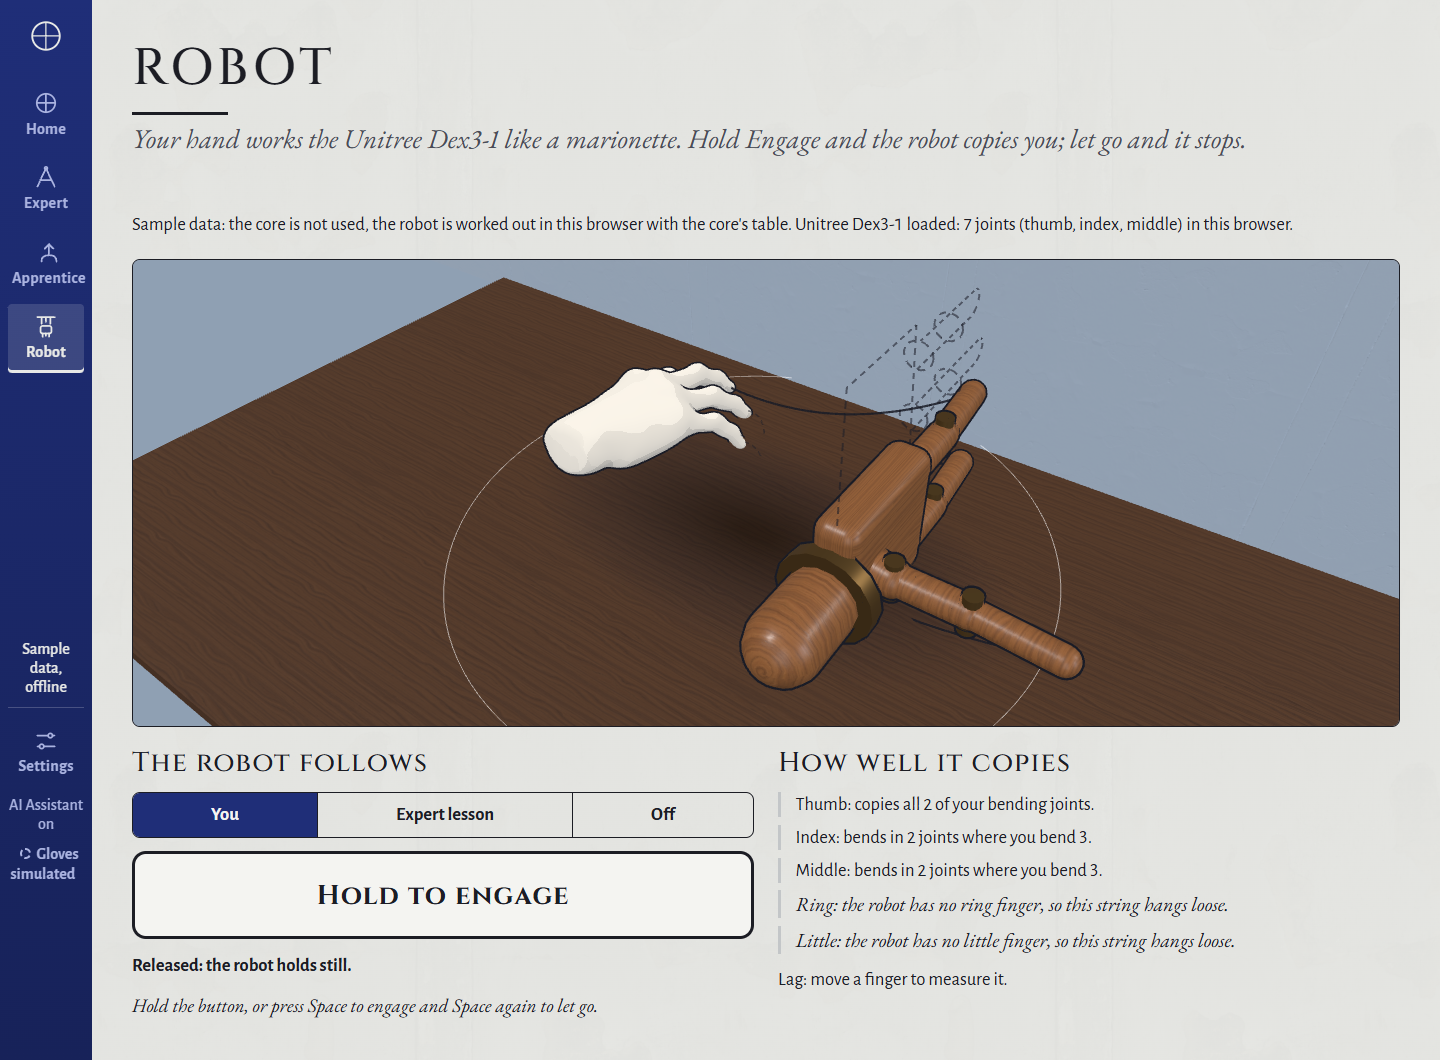 Home
Expert
Apprentice
Robot
Sample
data,
offline
Settings
AI Assistant
on
Gloves
simulated
ROBOT
Your hand works the Unitree Dex3-1 like a marionette. Hold Engage and the robot copies you; let go and it stops.
Sample data: the core is not used, the robot is worked out in this browser with the core's table. Unitree Dex3-1 loaded: 7 joints (thumb, index, middle) in this browser.
The robot follows
You Expert lesson Off
Hold to engage
Released: the robot holds still.
Hold the button, or press Space to engage and Space again to let go.
How well it copies
Thumb: copies all 2 of your bending joints.
Index: bends in 2 joints where you bend 3.
Middle: bends in 2 joints where you bend 3.
Ring: the robot has no ring finger, so this string hangs loose.
Little: the robot has no little finger, so this string hangs loose.
Lag: move a finger to measure it.